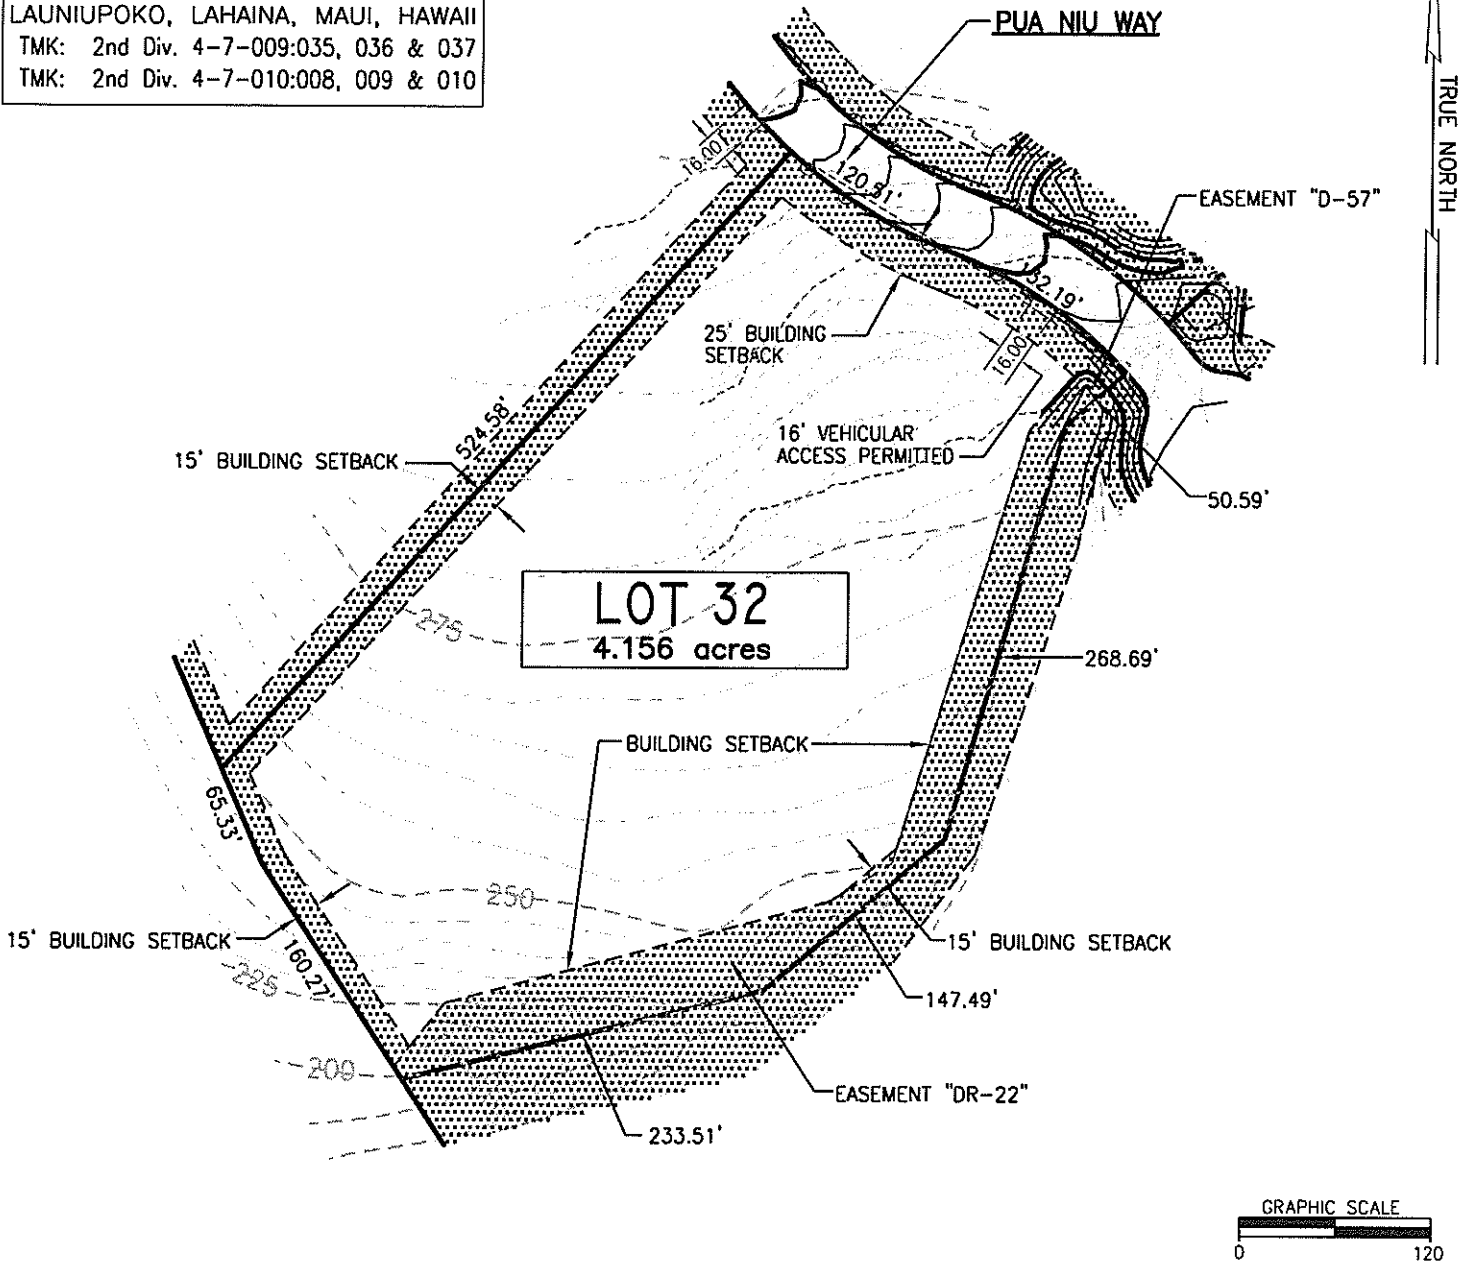 LAUNIUPOKO, LAHAINA, MAUI, HAWAII
TMK: 2nd Div. 4-7-009:035, 036 & 037
TMK: 2nd Div. 4-7-010:008, 009 & 010
PUA NIU WAY
TRUE NORTH
16.00'
120.51'
EASEMENT "D-57"
132.19'
25' BUILDING
SETBACK
16.00'
524.58'
16' VEHICULAR
ACCESS PERMITTED
15' BUILDING SETBACK
50.59'
LOT 32
4.156 acres
275
268.69'
BUILDING SETBACK
65.33'
250
15' BUILDING SETBACK
15' BUILDING SETBACK
160.27'
225
147.49'
209
EASEMENT "DR-22"
233.51'
GRAPHIC SCALE
0 120